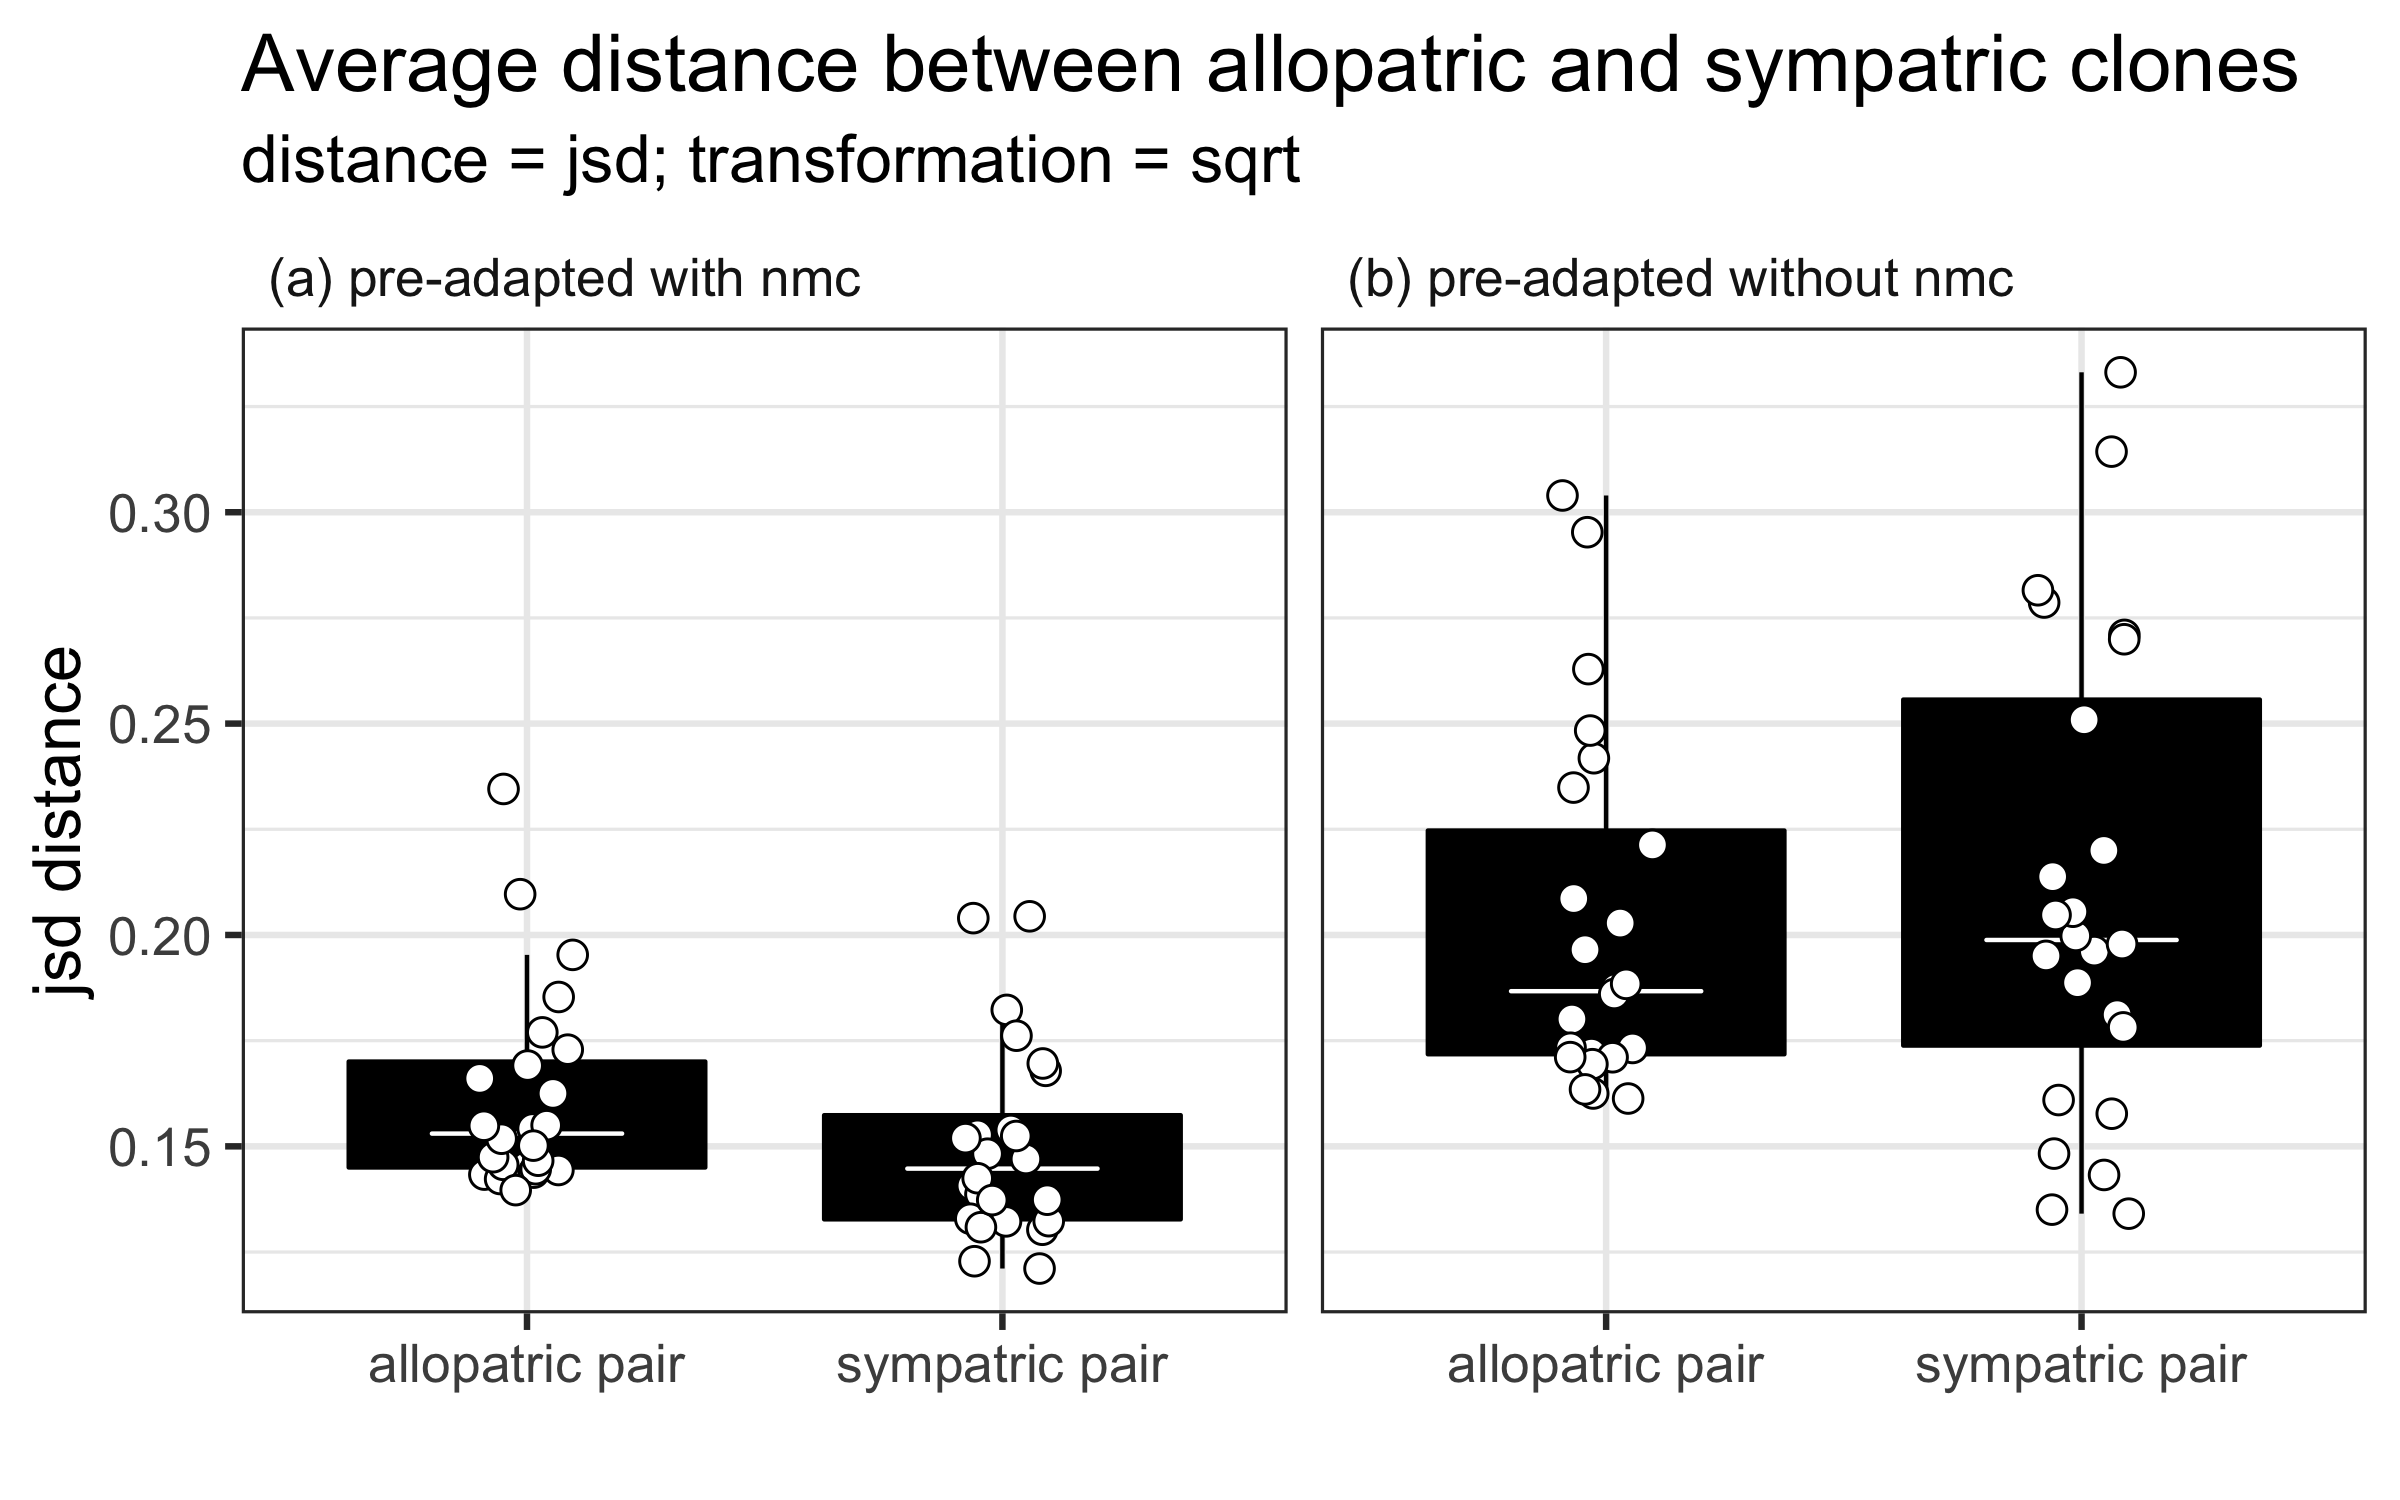 Average distance between allopatric and sympatric clones
distance = jsd; transformation = sqrt
(a) pre-adapted with nmc
(b) pre-adapted without nmc
jsd distance
0.30
0.25
0.20
0.15
allopatric pair
sympatric pair
allopatric pair
sympatric pair